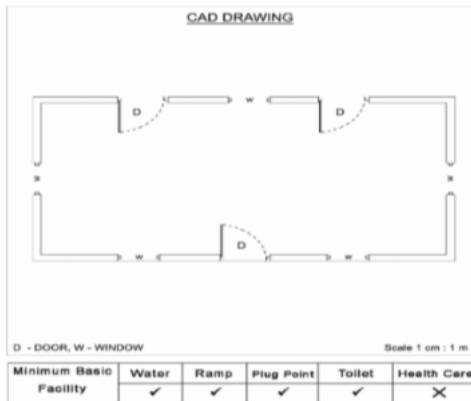 CAD DRAWING
D
W
D
W
W
D
W
W
D - DOOR, W - WINDOW
Scale 1 cm : 1 m
Minimum Basic Facility Water Ramp Plug Point Toilet Health Care
✓ ✓ ✓ ✓ ✕